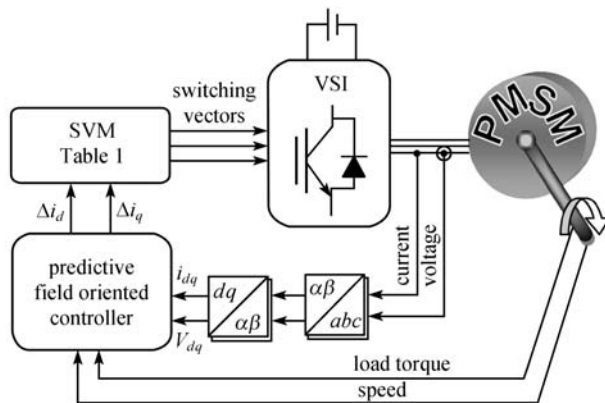 VSI
switching
vectors
SVM
Table 1
PMSM
Δi_d
Δi_q
current
voltage
predictive
field oriented
controller
i_dq
V_dq
dq
αβ
αβ
abc
load torque
speed